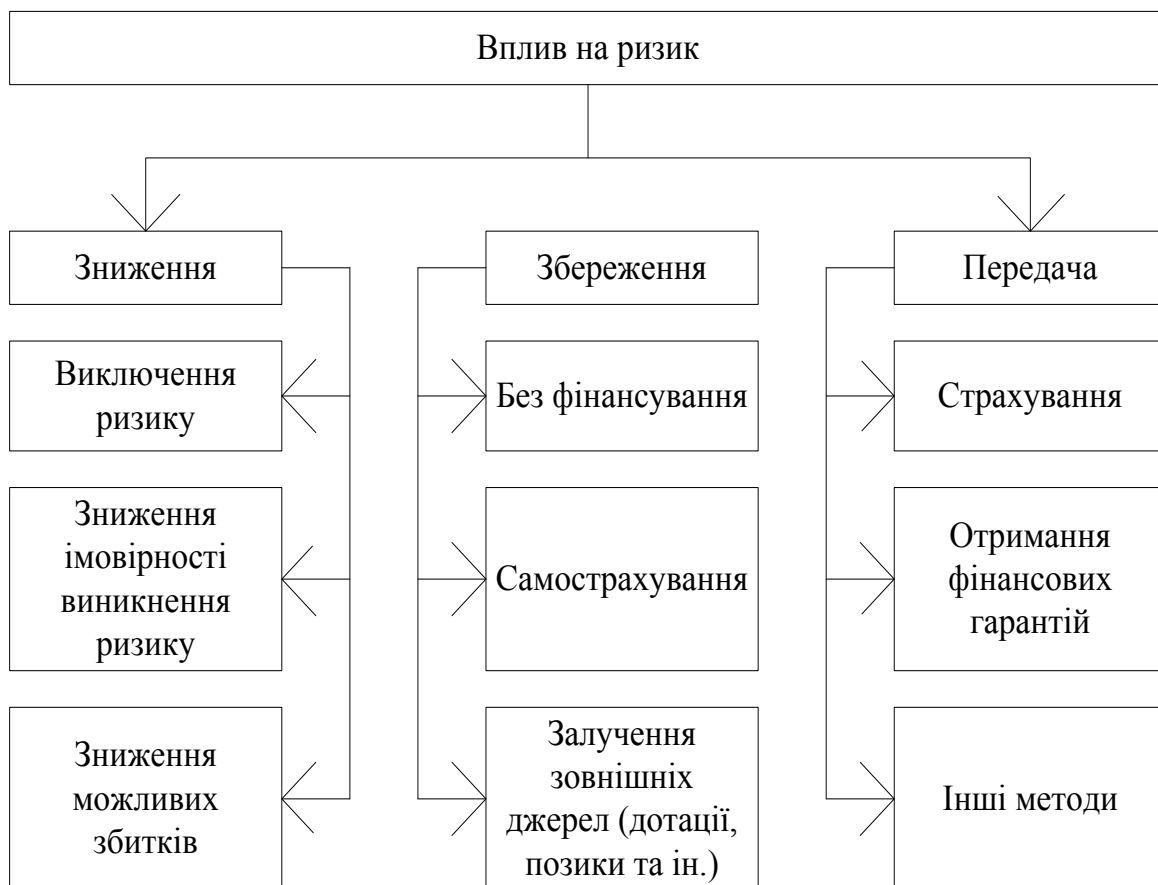 Вплив на ризик
Зниження
Збереження
Передача
Виключення
ризику
Без фінансування
Страхування
Зниження
імовірності
виникнення
ризику
Самострахування
Отримання
фінансових
гарантій
Зниження
можливих
збитків
Залучення
зовнішніх
джерел (дотації,
позики та ін.)
Інші методи